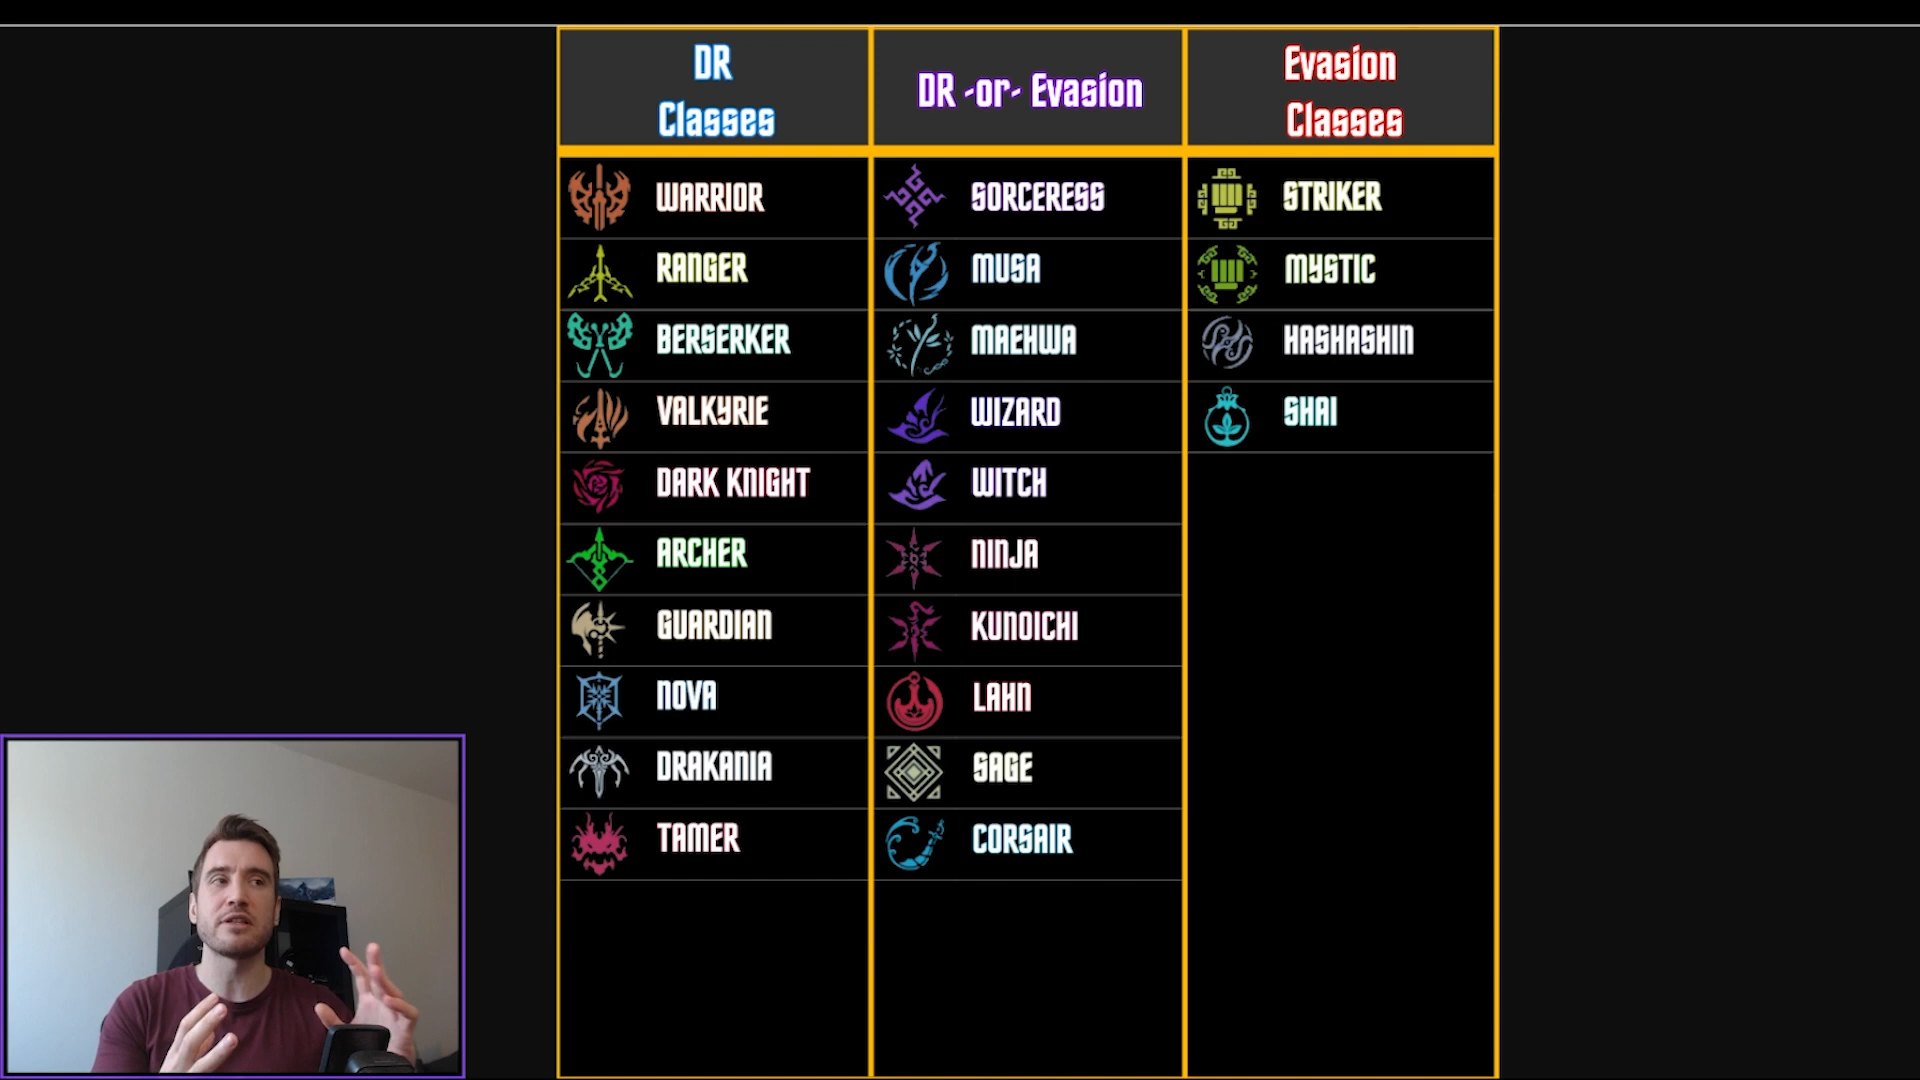 DR
Classes
DR -or- Evasion
Evasion
Classes
WARRIOR
RANGER
BERSERKER
VALKYRIE
DARK KNIGHT
ARCHER
GUARDIAN
NOVA
DRAKANIA
TAMER
SORCERESS
MUSA
MAEHWA
WIZARD
WITCH
NINJA
KUNOICHI
LAHN
SAGE
CORSAIR
STRIKER
MYSTIC
HASHASHIN
SHAI